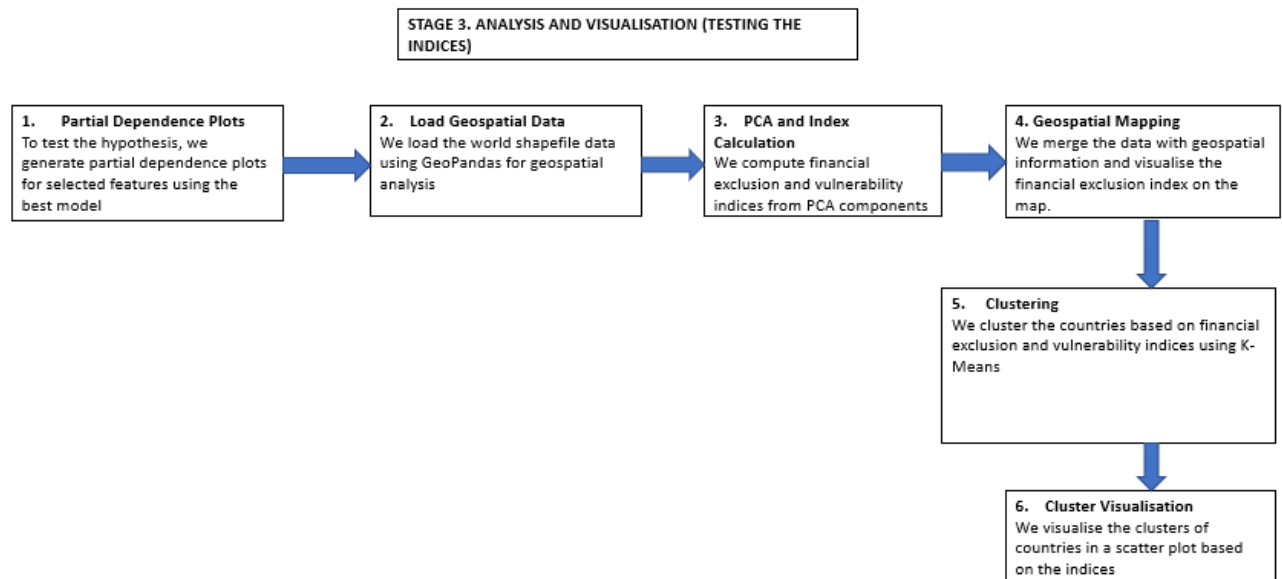 STAGE 3. ANALYSIS AND VISUALISATION (TESTING THE
INDICES)
1. Partial Dependence Plots
To test the hypothesis, we
generate partial dependence plots
for selected features using the
best model
2. Load Geospatial Data
We load the world shapefile data
using GeoPandas for geospatial
analysis
3. PCA and Index
Calculation
We compute financial
exclusion and vulnerability
indices from PCA components
4. Geospatial Mapping
We merge the data with geospatial
information and visualise the
financial exclusion index on the
map.
5. Clustering
We cluster the countries based on financial
exclusion and vulnerability indices using K-
Means
6. Cluster Visualisation
We visualise the clusters of
countries in a scatter plot based
on the indices